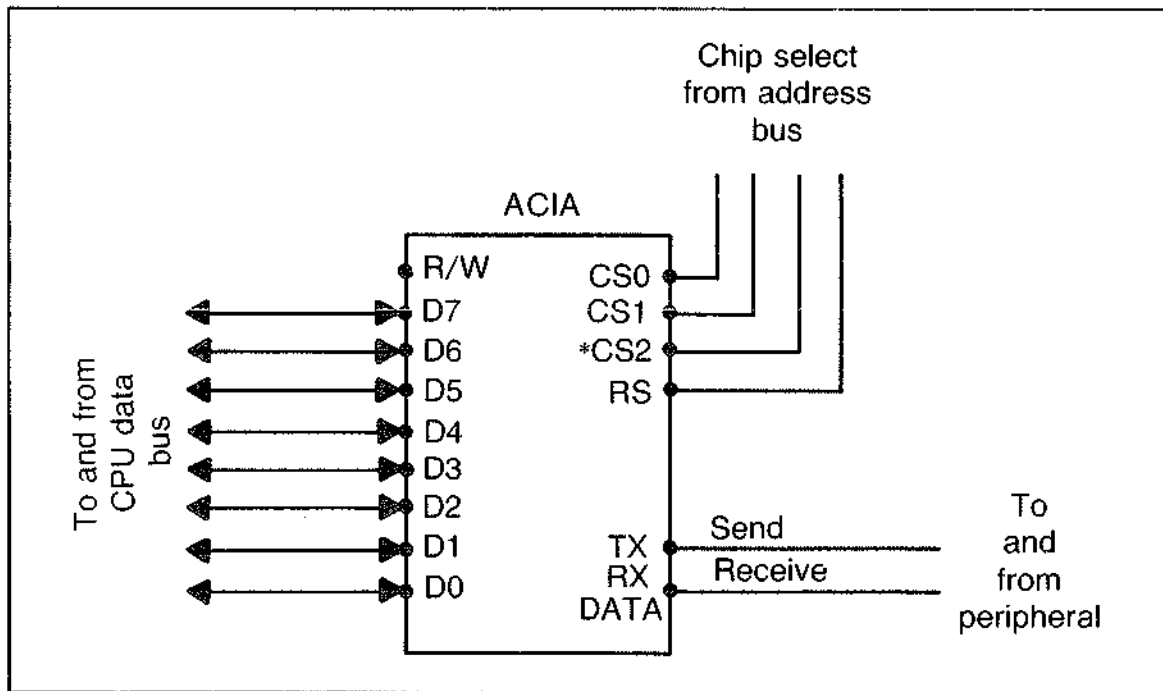 Chip select
from address
bus
ACIA
R/W
D7
D6
D5
D4
D3
D2
D1
D0
CS0
CS1
*CS2
RS
TX
RX
DATA
Send
Receive
To and from
CPU data
bus
To
and
from
peripheral